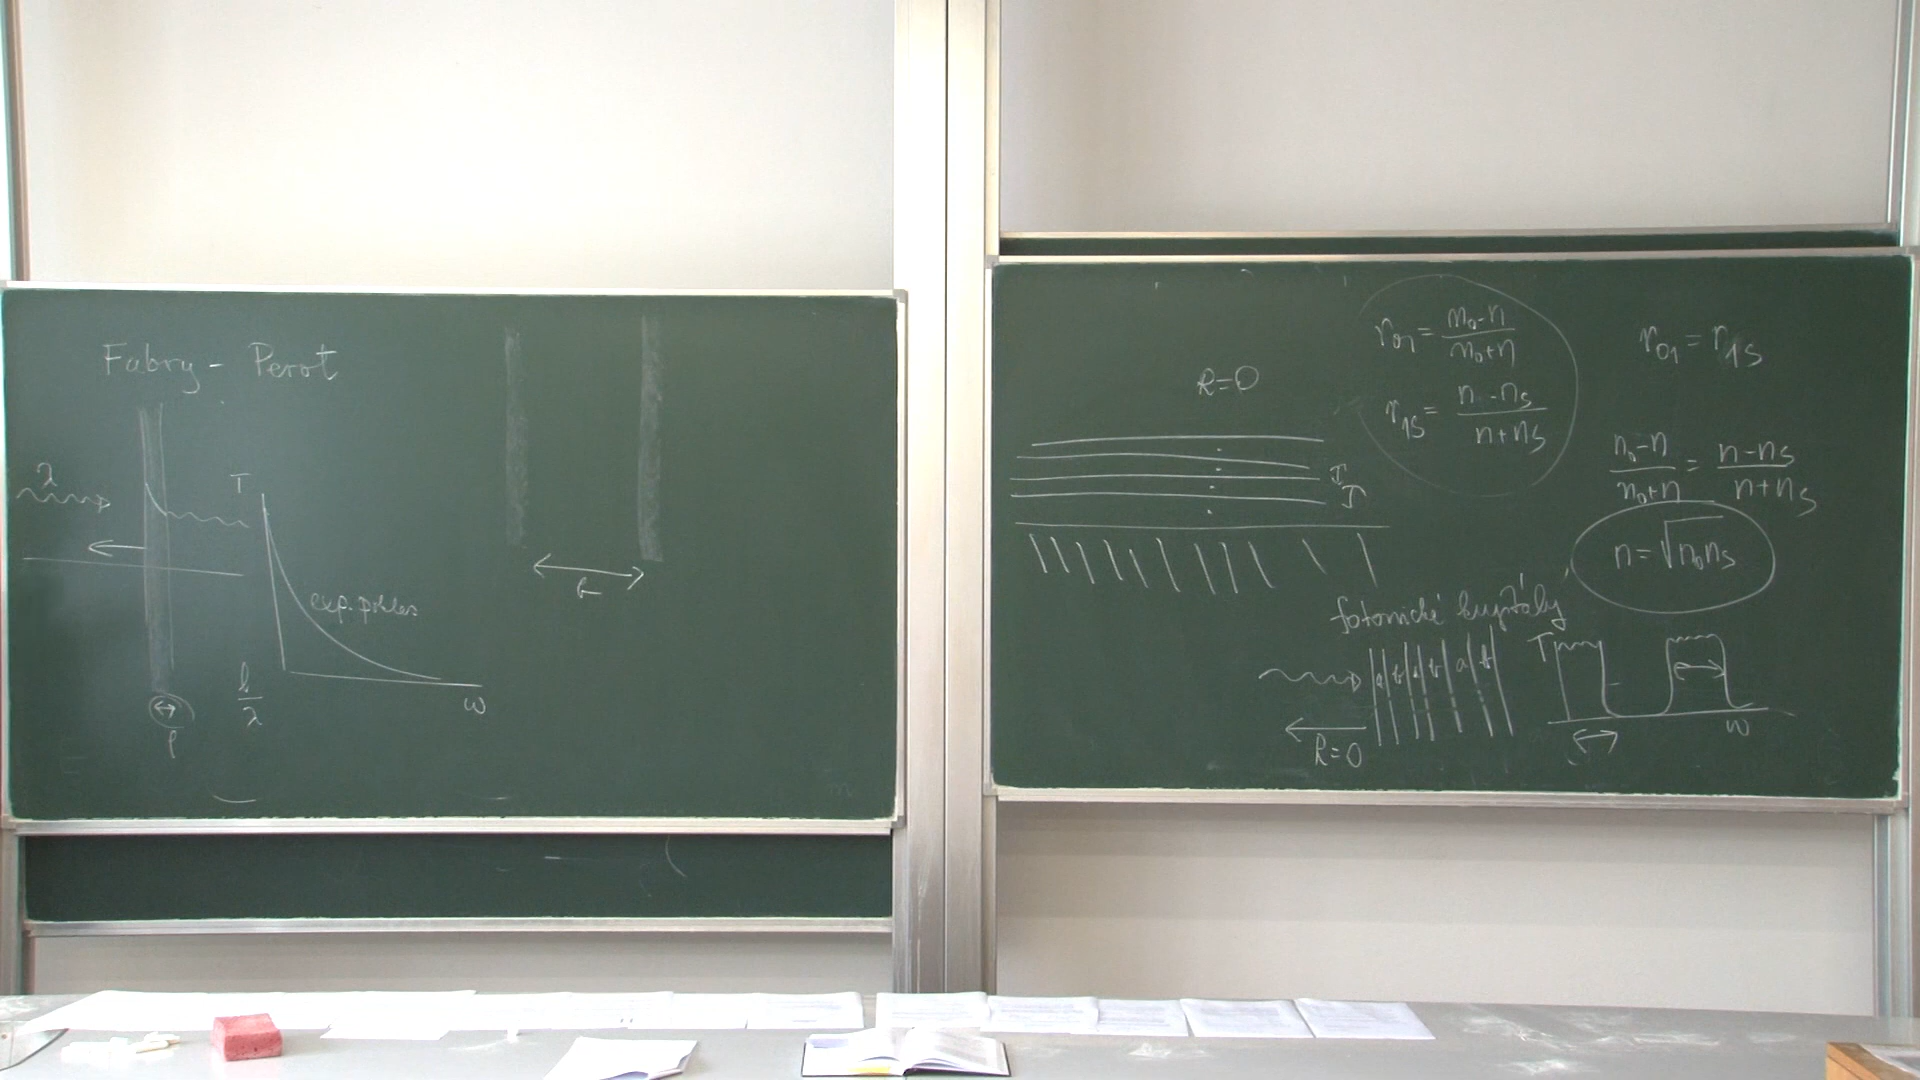 Fabry - Perot
λ
T
exp. pokles
l/λ
ω
l
R=0
r₀₁ = (n₀-n)/(n₀+n)
r₁ₛ = (n-nₛ)/(n+nₛ)
r₀₁ = r₁ₛ
(n₀-n)/(n₀+n) = (n-nₛ)/(n+nₛ)
n = √n₀nₛ
fotonické krystaly
T
ω
R=0